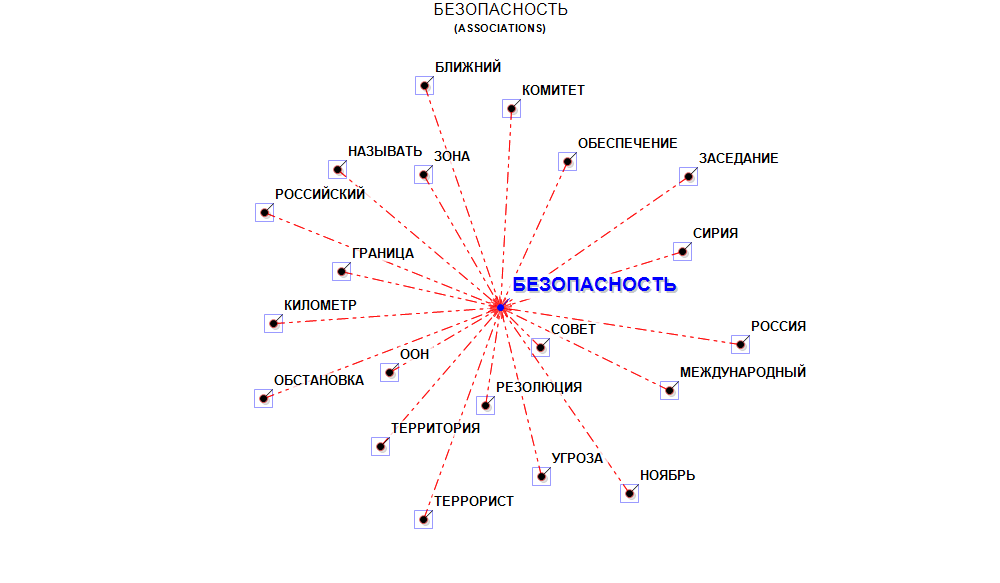 БЕЗОПАСНОСТЬ
(ASSOCIATIONS)
БЛИЖНИЙ
КОМИТЕТ
ОБЕСПЕЧЕНИЕ
НАЗЫВАТЬ
ЗОНА
ЗАСЕДАНИЕ
РОССИЙСКИЙ
СИРИЯ
ГРАНИЦА
БЕЗОПАСНОСТЬ
КИЛОМЕТР
СОВЕТ
РОССИЯ
ООН
МЕЖДУНАРОДНЫЙ
ОБСТАНОВКА
РЕЗОЛЮЦИЯ
ТЕРРИТОРИЯ
УГРОЗА
НОЯБРЬ
ТЕРРОРИСТ